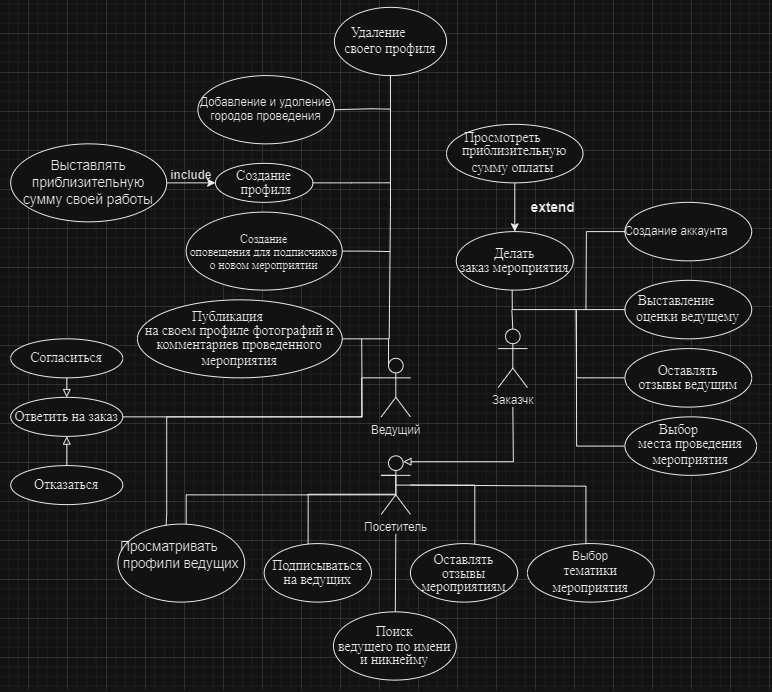 Удаление
своего профиля
Добавление и удоление
городов проведения
Просмотреть
приблизительную
сумму оплаты
Выставлять
приблизительную
сумму своей работы
include
Создание
профиля
extend
Создание
оповещения для подписчиков
о новом мероприятии
Делать
заказ мероприятия
Создание аккаунта
Публикация
на своем профиле фотографий и
комментариев проведенного
мероприятия
Выставление
оценки ведущему
Согласиться
Оставлять
отзывы ведущим
Ответить на заказ
Ведущий
Заказчк
Выбор
места проведения
мероприятия
Отказаться
Посетитель
Просматривать
профили ведущих
Подписываться
на ведущих
Оставлять
отзывы
мероприятиям
Выбор
тематики
мероприятия
Поиск
ведущего по имени
и никнейму